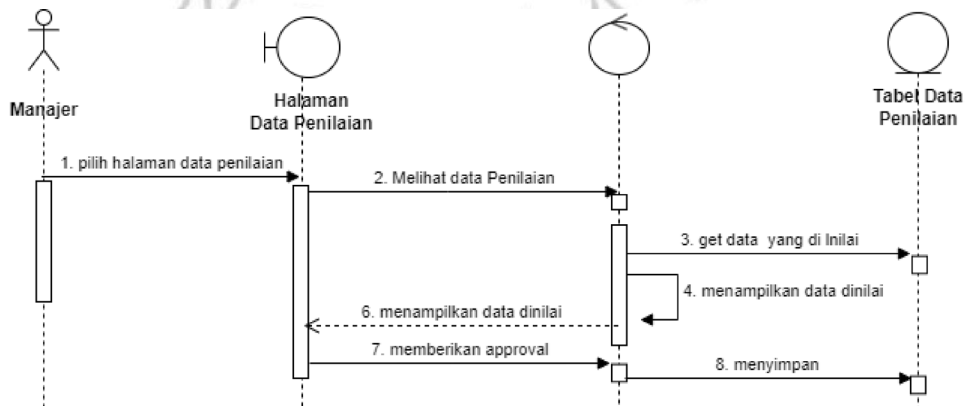 Manajer
Halaman
Data Penilaian
Tabel Data
Penilaian
1. pilih halaman data penilaian
2. Melihat data Penilaian
3. get data yang di Inilai
4. menampilkan data dinilai
6. menampilkan data dinilai
7. memberikan approval
8. menyimpan